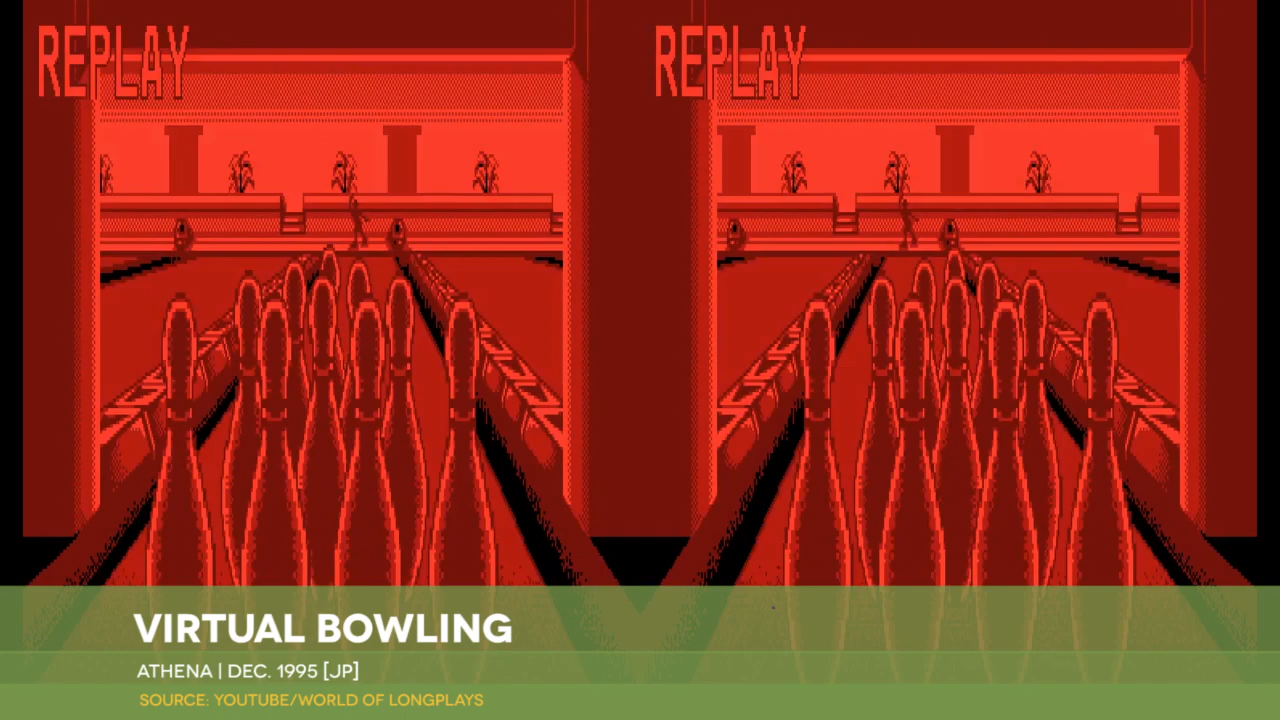 REPLAY REPLAY
VIRTUAL BOWLING
ATHENA | DEC. 1995 [JP]
SOURCE: YOUTUBE/WORLD OF LONGPLAYS